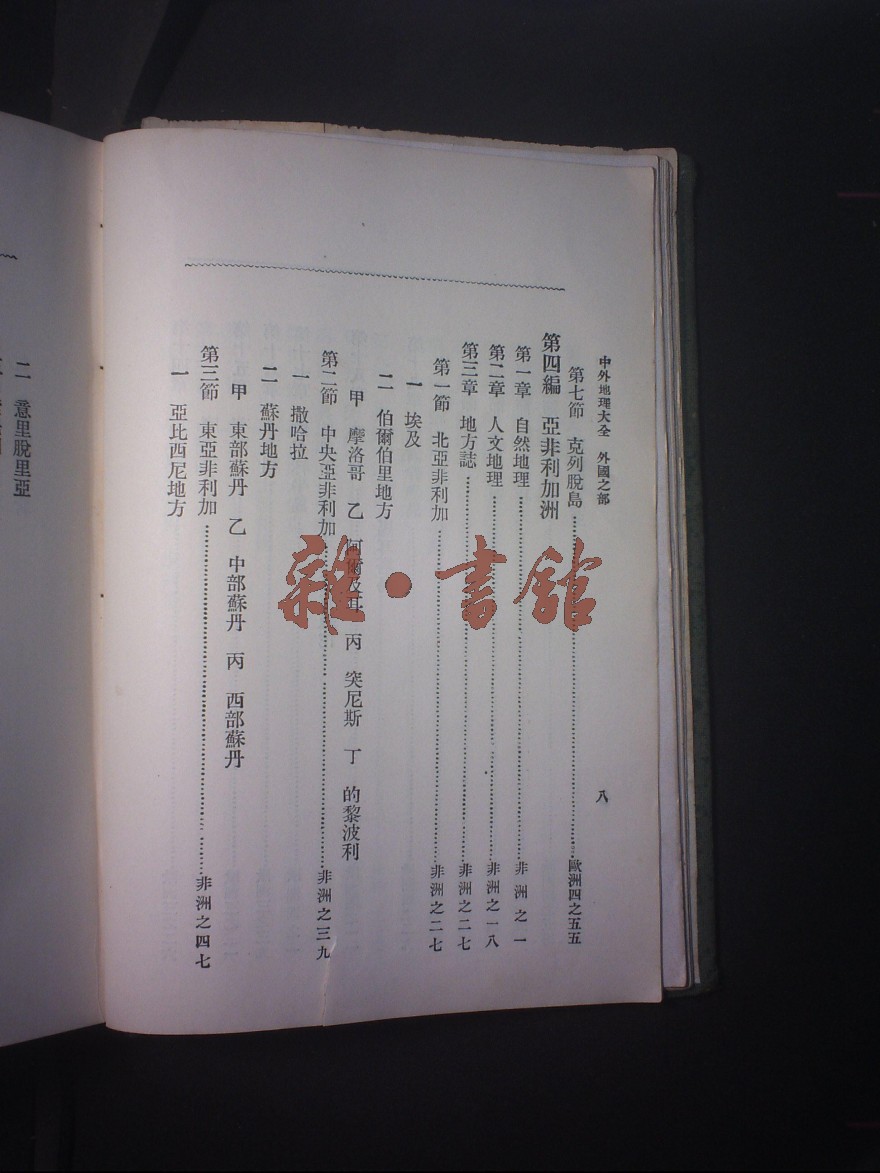 中外地理大全　外國之部　八
第七節　克列脫島……歐洲四之五五
第四編　亞非利加洲
第一章　自然地理……非洲之一
第二章　人文地理……非洲之一八
第三章　地方誌……非洲之二七
第一節　北亞非利加……非洲之二七
一　埃及
二　伯爾伯里地方
甲　摩洛哥　乙　阿爾及耳　丙　突尼斯　丁　的黎波利
第二節　中央亞非利加……非洲之三九
一　撒哈拉
二　蘇丹地方
甲　東部蘇丹　乙　中部蘇丹　丙　西部蘇丹
第三節　東亞非利加……非洲之四七
一　亞比西尼地方
二　意里脫里亞
雜·書館